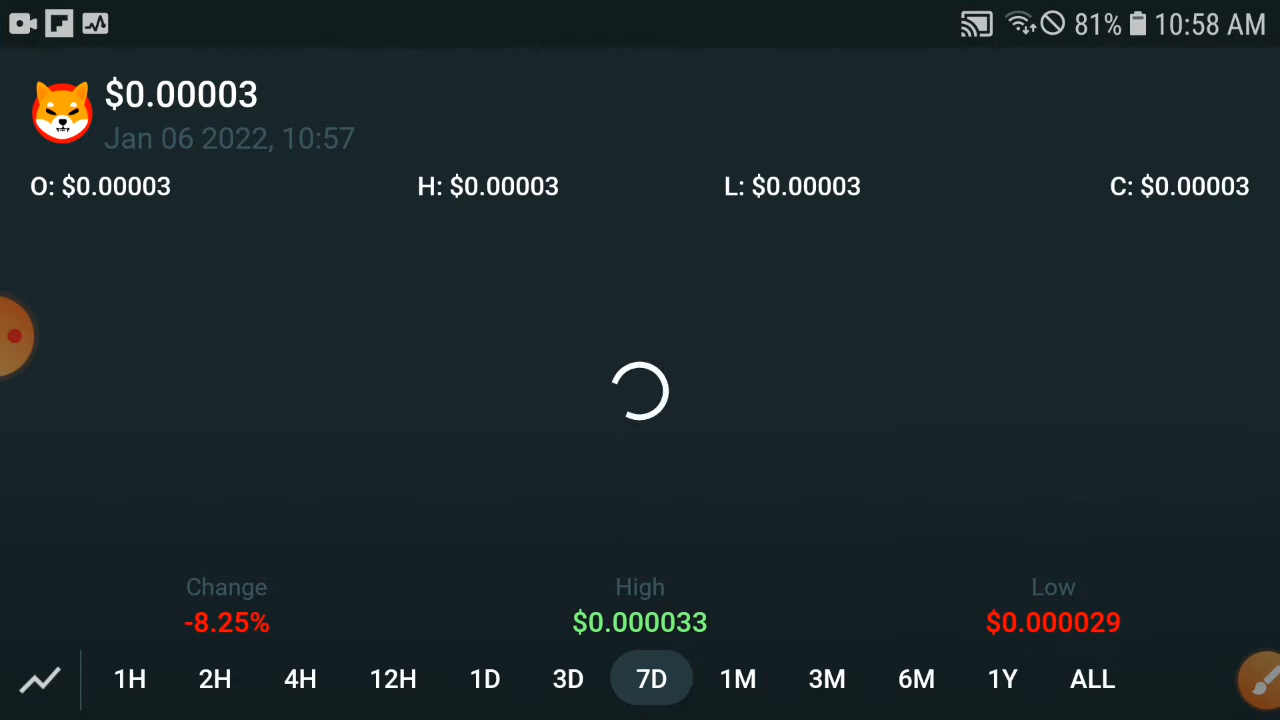 81% 10:58 AM
$0.00003
Jan 06 2022, 10:57
O: $0.00003 H: $0.00003 L: $0.00003 C: $0.00003
Change High Low
-8.25% $0.000033 $0.000029
1H 2H 4H 12H 1D 3D 7D 1M 3M 6M 1Y ALL